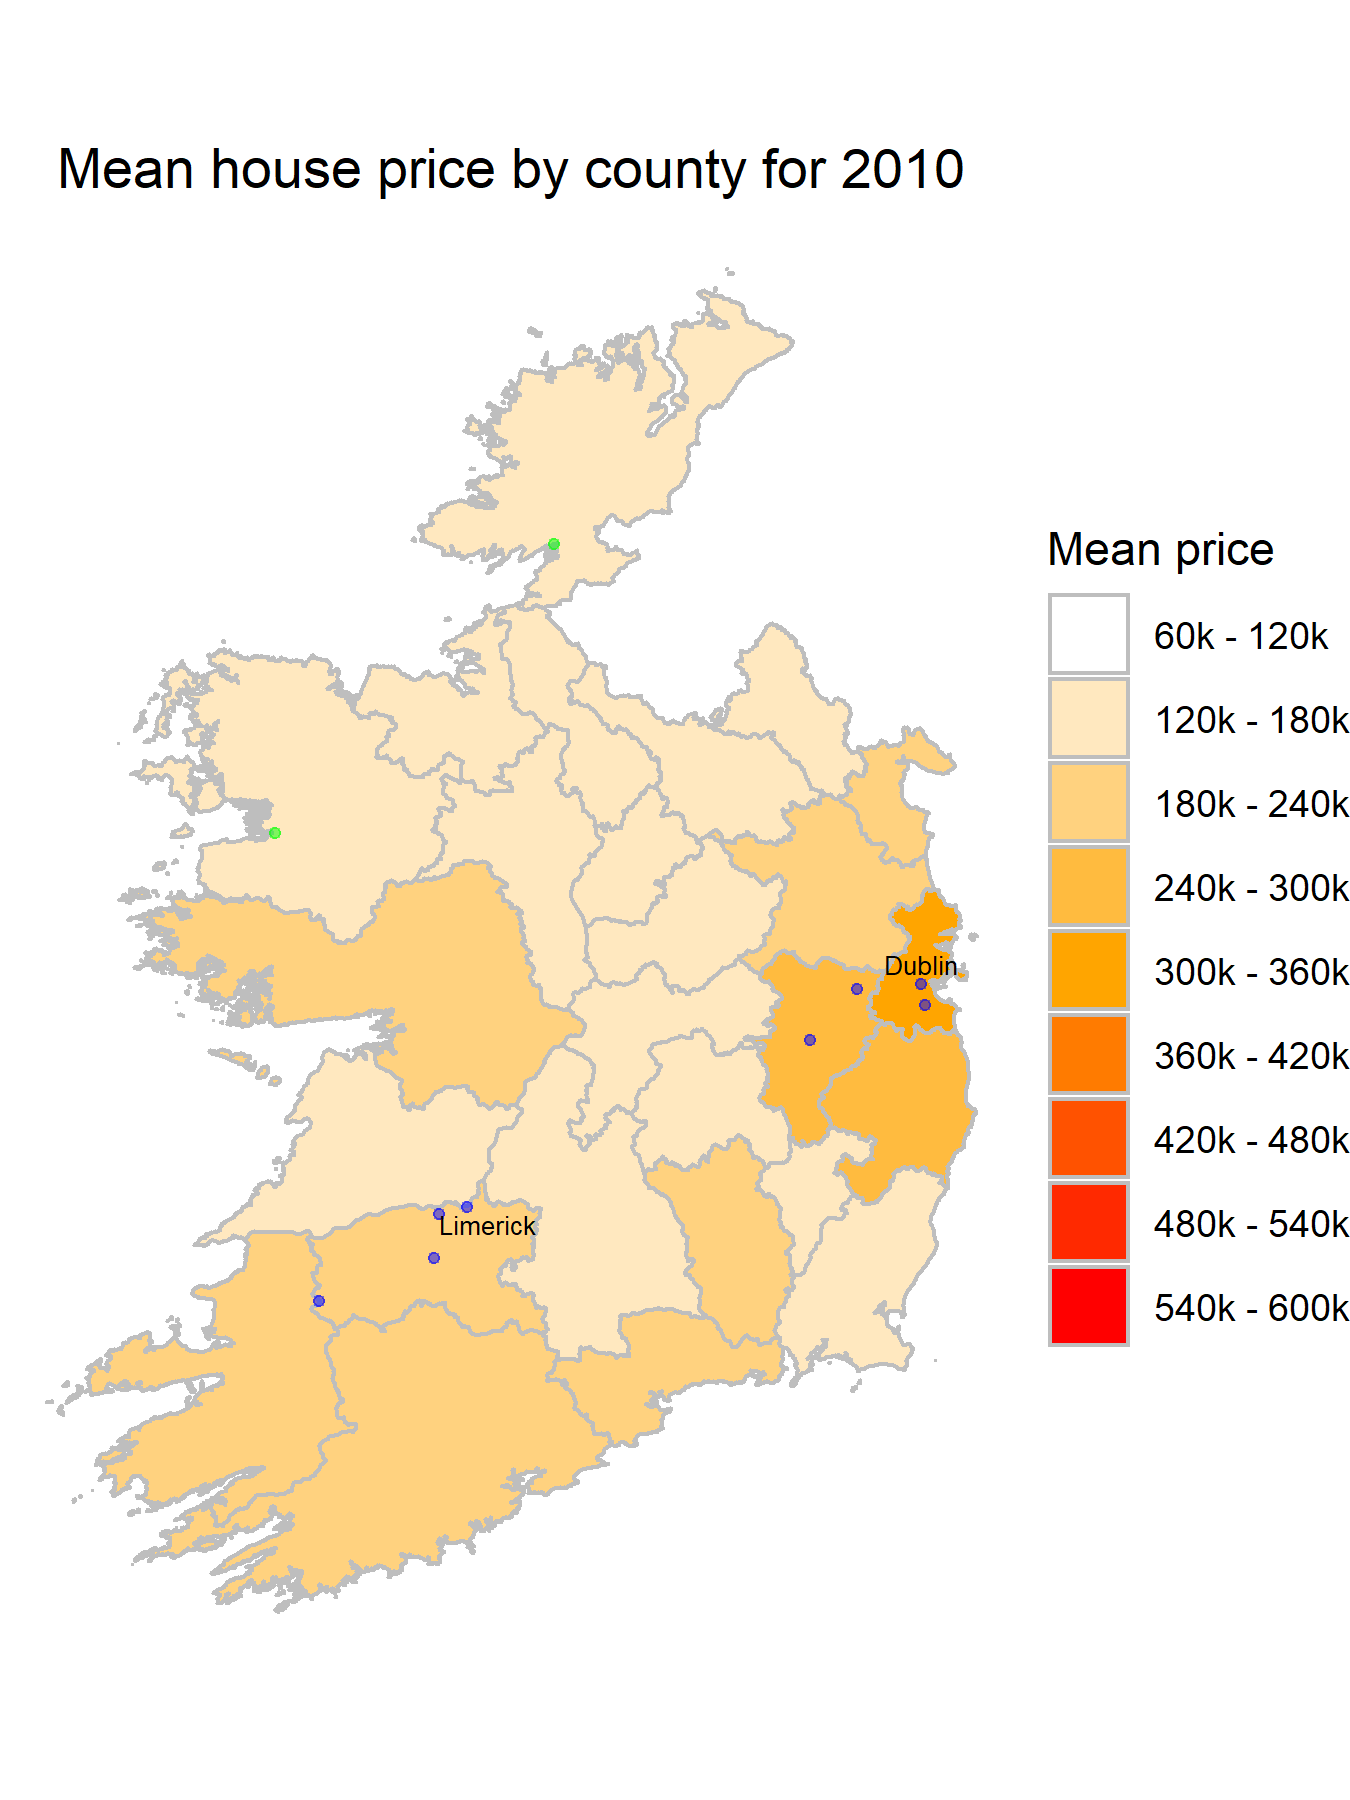 Mean house price by county for 2010
Mean price
60k - 120k
120k - 180k
180k - 240k
240k - 300k
300k - 360k
360k - 420k
420k - 480k
480k - 540k
540k - 600k
Dublin
Limerick